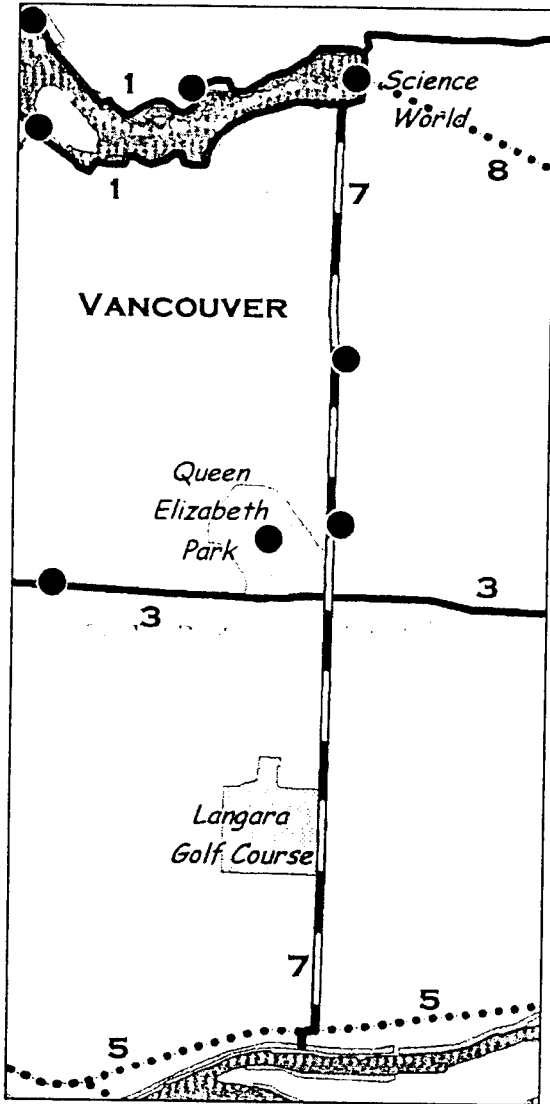 1
Science
World
8
1
7
VANCOUVER
Queen
Elizabeth
Park
3
3
Langara
Golf Course
7
5
5